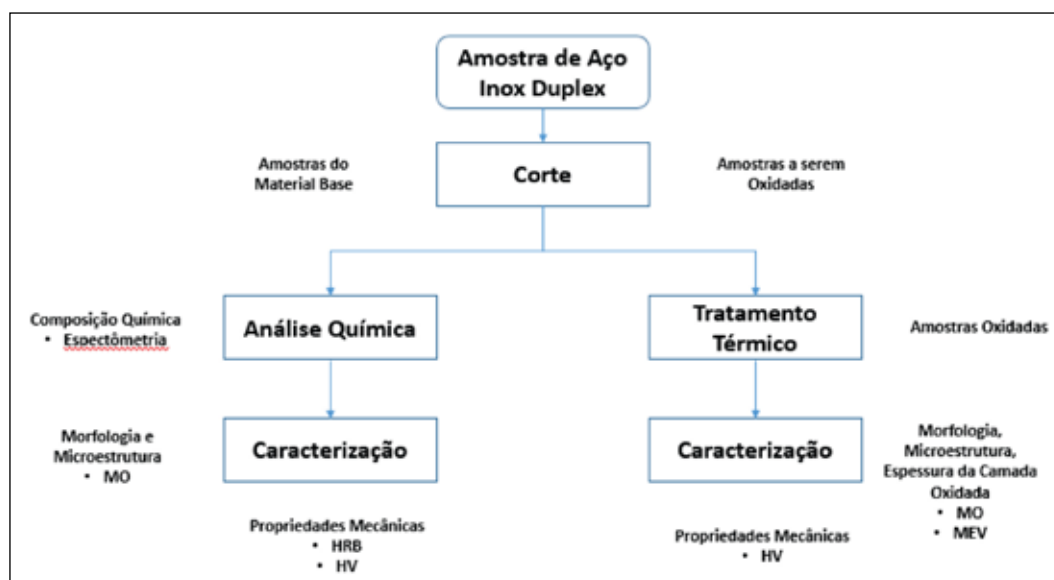 Amostra de Aço
Inox Duplex
Amostras do
Material Base
Corte
Amostras a serem
Oxidadas
Composição Química
• Espectômetria
Análise Química
Tratamento
Térmico
Amostras Oxidadas
Morfologia e
Microestrutura
• MO
Caracterização
Caracterização
Morfologia,
Microestrutura,
Espessura da Camada
Oxidada
• MO
• MEV
Propriedades Mecânicas
• HRB
• HV
Propriedades Mecânicas
• HV